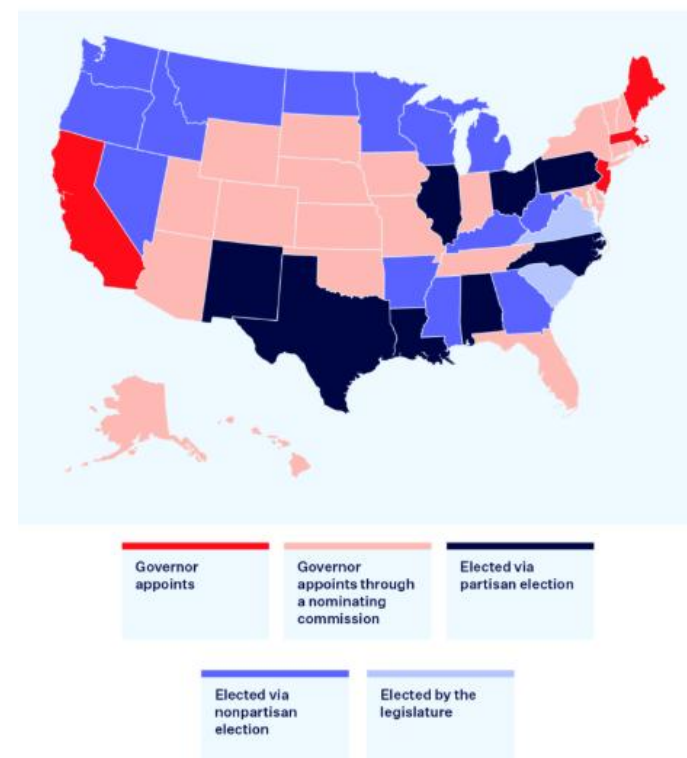 Governor
appoints
Governor
appoints through
a nominating
commission
Elected via
partisan election
Elected via
nonpartisan
election
Elected by the
legislature